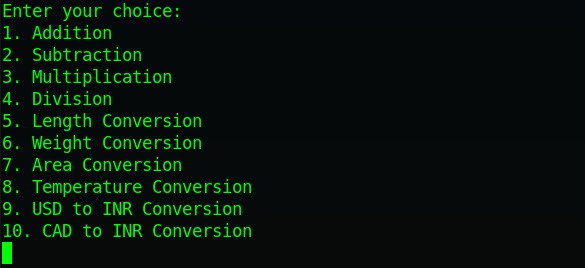 Enter your choice:
1. Addition
2. Subtraction
3. Multiplication
4. Division
5. Length Conversion
6. Weight Conversion
7. Area Conversion
8. Temperature Conversion
9. USD to INR Conversion
10. CAD to INR Conversion